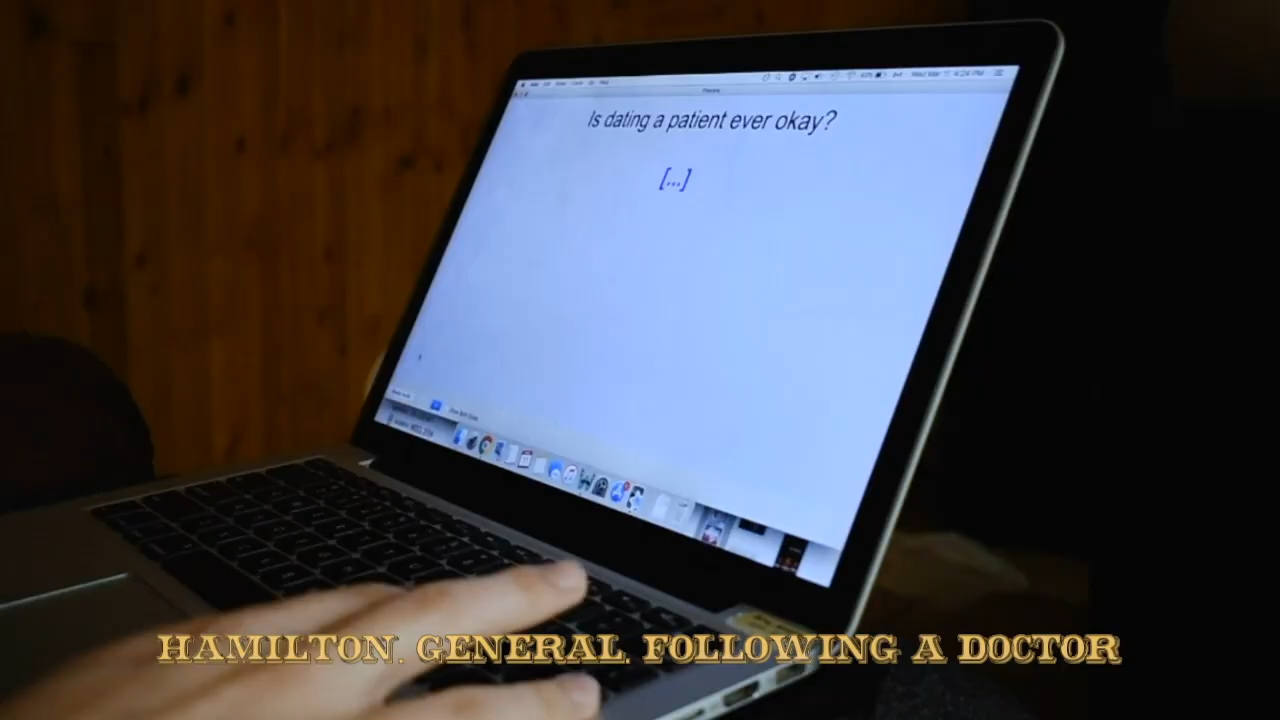 Is dating a patient ever okay?
[...]
HAMILTON. GENERAL. FOLLOWING A DOCTOR